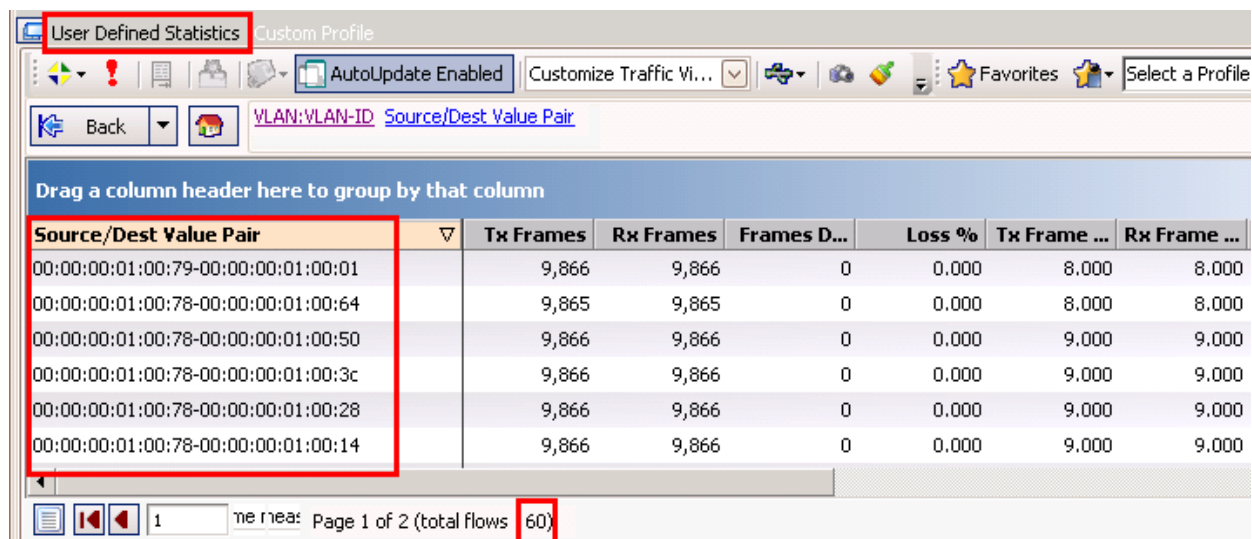 User Defined Statistics Custom Profile
AutoUpdate Enabled Customize Traffic Vi... Favorites Select a Profile
Back VLAN:VLAN-ID Source/Dest Value Pair
Drag a column header here to group by that column
Source/Dest Value Pair Tx Frames Rx Frames Frames D... Loss % Tx Frame ... Rx Frame ...
00:00:00:01:00:79-00:00:00:01:00:01 9,866 9,866 0 0.000 8.000 8.000
00:00:00:01:00:78-00:00:00:01:00:64 9,865 9,865 0 0.000 8.000 8.000
00:00:00:01:00:78-00:00:00:01:00:50 9,866 9,866 0 0.000 9.000 9.000
00:00:00:01:00:78-00:00:00:01:00:3c 9,866 9,866 0 0.000 9.000 9.000
00:00:00:01:00:78-00:00:00:01:00:28 9,866 9,866 0 0.000 9.000 9.000
00:00:00:01:00:78-00:00:00:01:00:14 9,866 9,866 0 0.000 9.000 9.000
1 Page 1 of 2 (total flows 60)